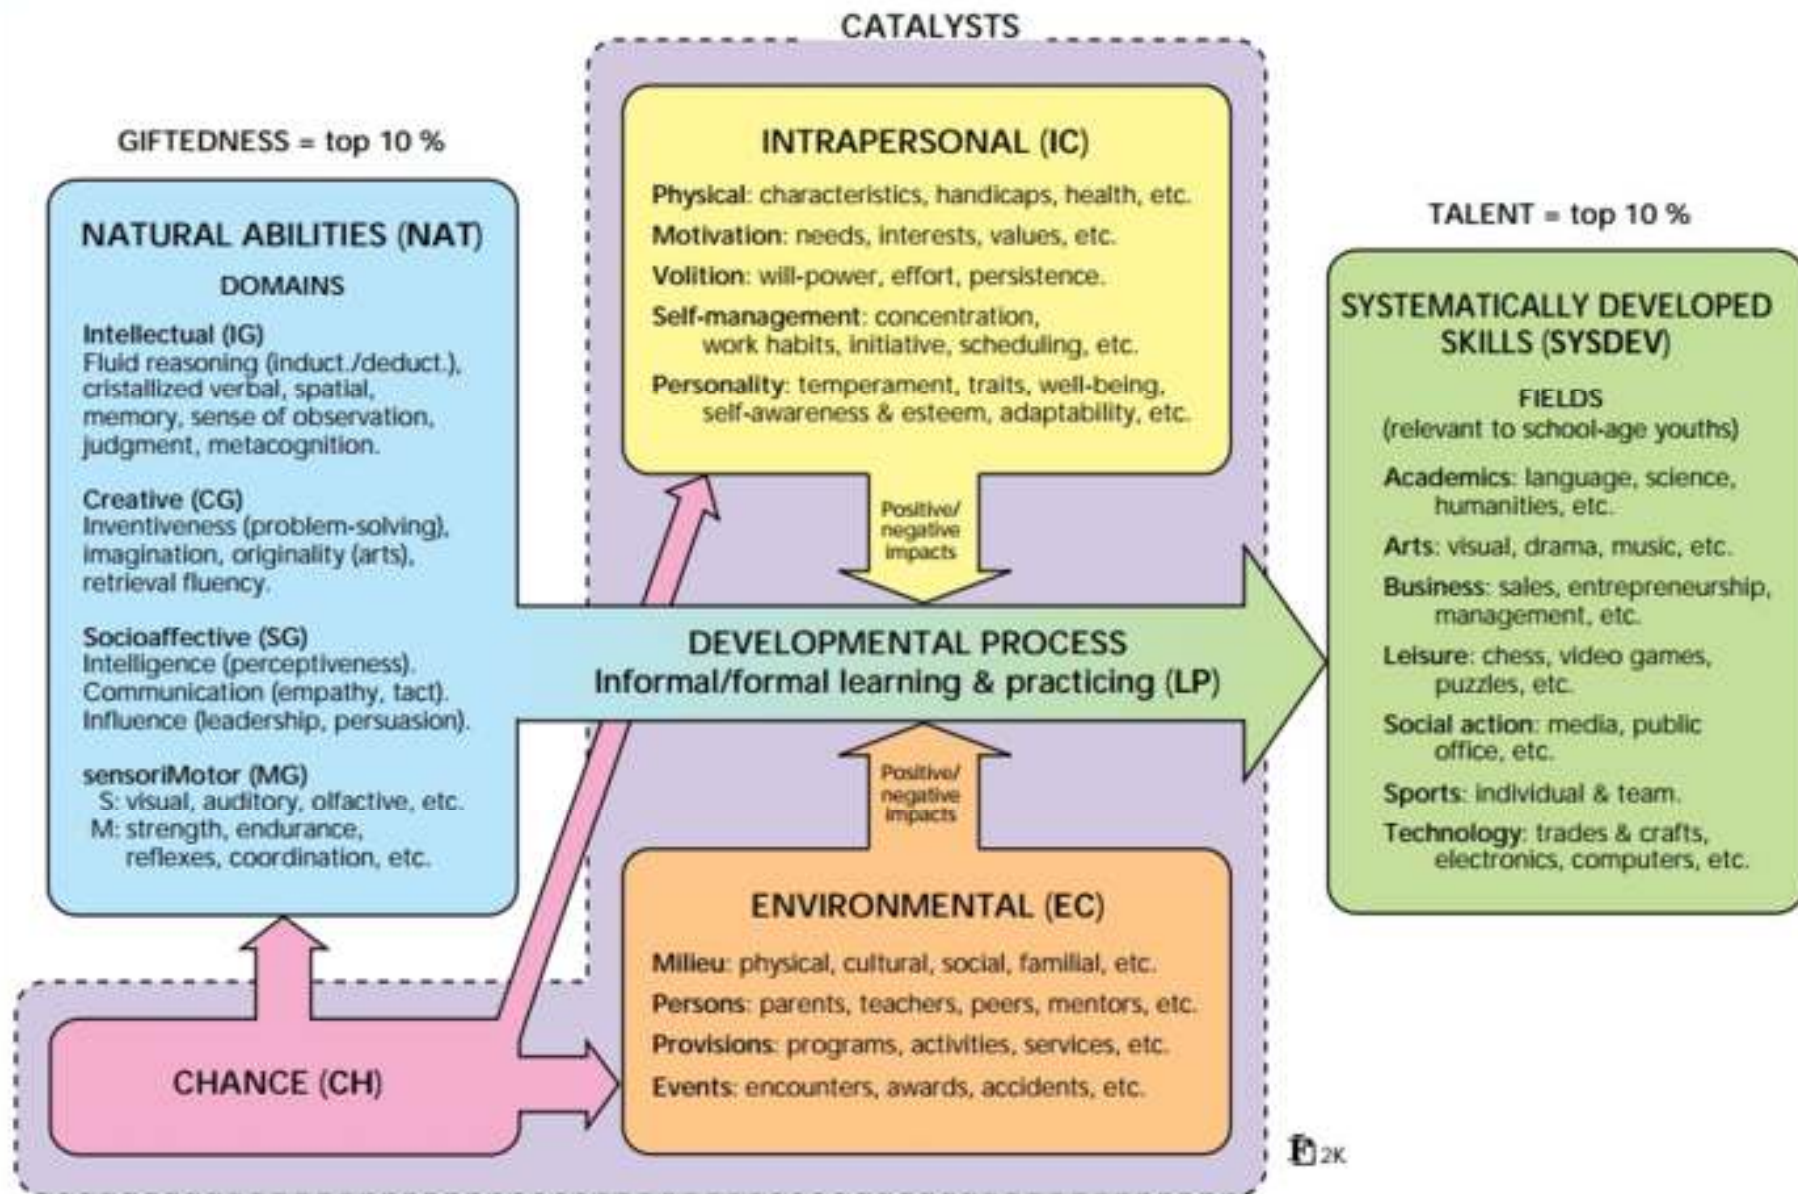 CATALYSTS
GIFTEDNESS = top 10 %
NATURAL ABILITIES (NAT)
DOMAINS
Intellectual (IG)
Fluid reasoning (induct./deduct.),
cristallized verbal, spatial,
memory, sense of observation,
judgment, metacognition.
Creative (CG)
Inventiveness (problem-solving),
imagination, originality (arts),
retrieval fluency.
Socioaffective (SG)
Intelligence (perceptiveness).
Communication (empathy, tact).
Influence (leadership, persuasion).
sensoriMotor (MG)
S: visual, auditory, olfactive, etc.
M: strength, endurance,
reflexes, coordination, etc.
CHANCE (CH)
INTRAPERSONAL (IC)
Physical: characteristics, handicaps, health, etc.
Motivation: needs, interests, values, etc.
Volition: will-power, effort, persistence.
Self-management: concentration,
work habits, initiative, scheduling, etc.
Personality: temperament, traits, well-being,
self-awareness & esteem, adaptability, etc.
Positive/
negative
impacts
DEVELOPMENTAL PROCESS
Informal/formal learning & practicing (LP)
Positive/
negative
impacts
ENVIRONMENTAL (EC)
Milieu: physical, cultural, social, familial, etc.
Persons: parents, teachers, peers, mentors, etc.
Provisions: programs, activities, services, etc.
Events: encounters, awards, accidents, etc.
TALENT = top 10 %
SYSTEMATICALLY DEVELOPED
SKILLS (SYSDEV)
FIELDS
(relevant to school-age youths)
Academics: language, science,
humanities, etc.
Arts: visual, drama, music, etc.
Business: sales, entrepreneurship,
management, etc.
Leisure: chess, video games,
puzzles, etc.
Social action: media, public
office, etc.
Sports: individual & team.
Technology: trades & crafts,
electronics, computers, etc.
2K